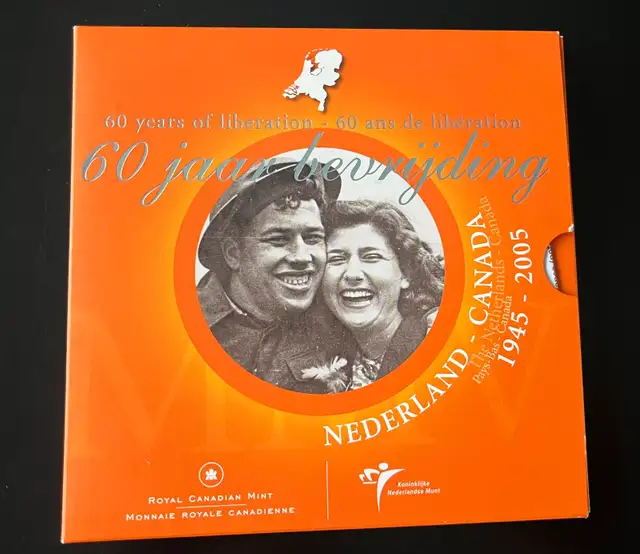 60 years of liberation - 60 ans de libération
60 jaar bevrijding
NEDERLAND - CANADA
The Netherlands - Canada
Pays-Bas - Canada
1945 - 2005
ROYAL CANADIAN MINT
MONNAIE ROYALE CANADIENNE
Koninklijke
Nederlandse Munt